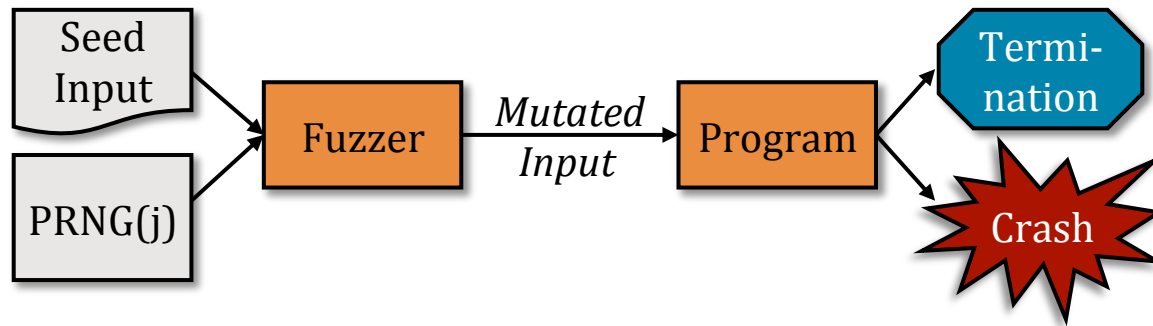 Seed
Input
PRNG(j)
Fuzzer
Mutated
Input
Program
Termi-
nation
Crash